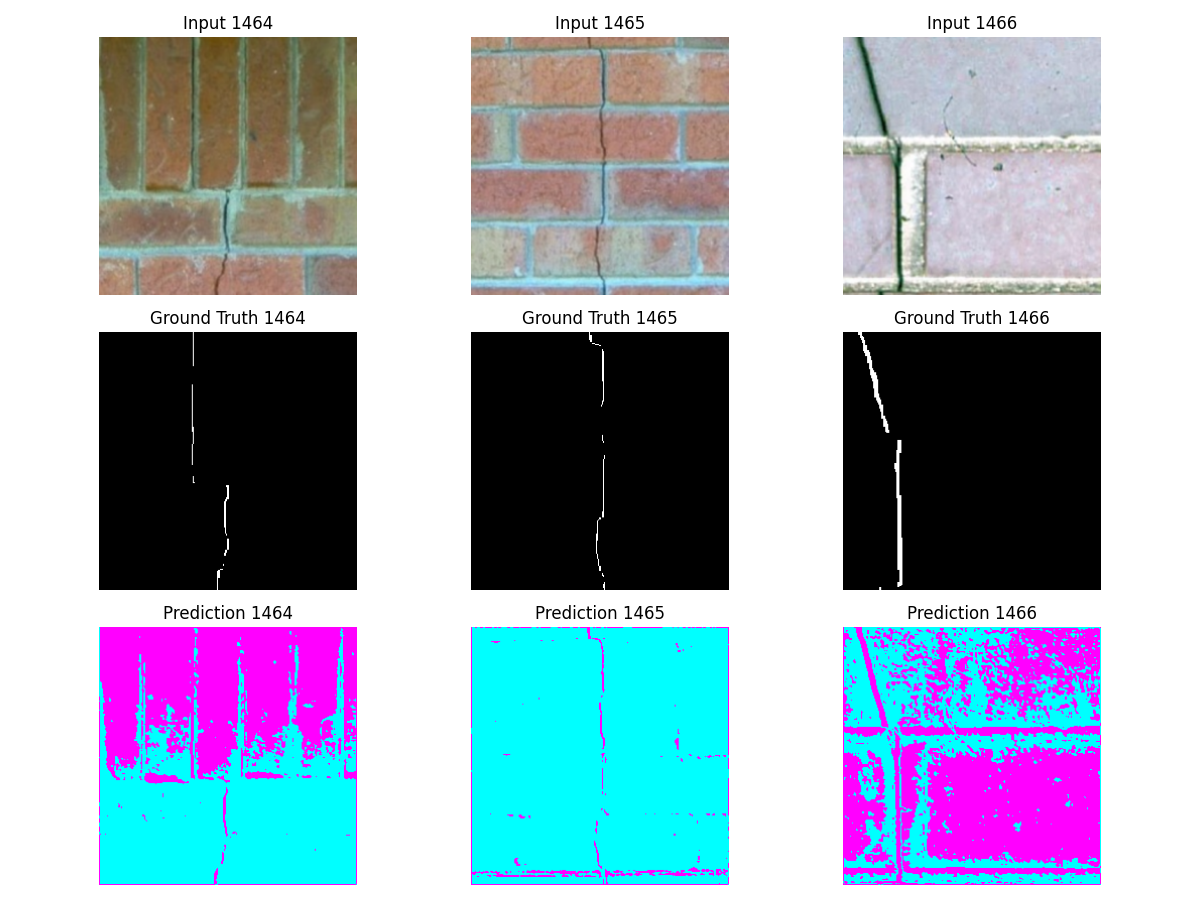 Input 1464
Input 1465
Input 1466
Ground Truth 1464
Ground Truth 1465
Ground Truth 1466
Prediction 1464
Prediction 1465
Prediction 1466